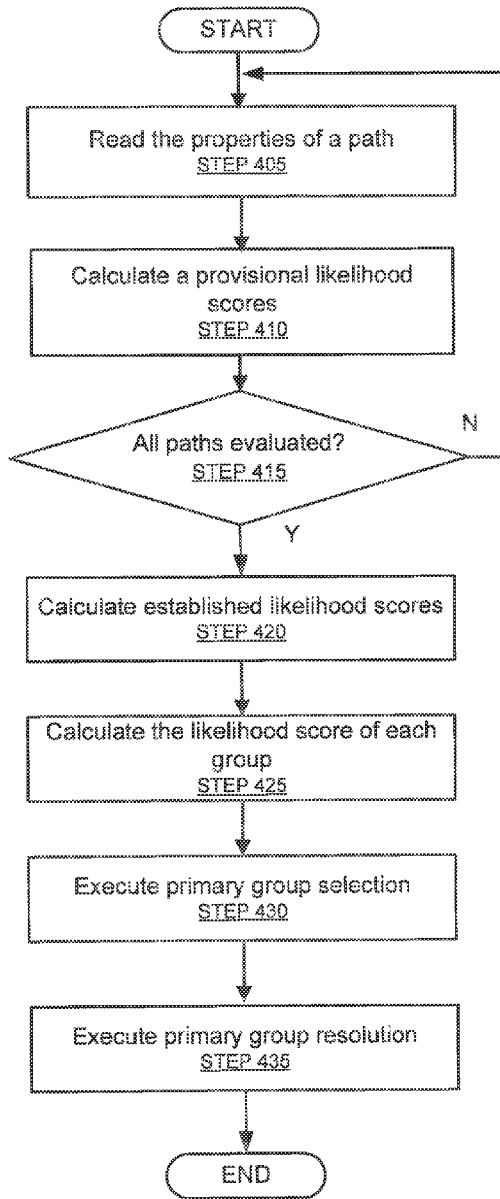 START
Read the properties of a path
STEP 405
Calculate a provisional likelihood
scores
STEP 410
All paths evaluated?
STEP 415
N
Y
Calculate established likelihood scores
STEP 420
Calculate the likelihood score of each
group
STEP 425
Execute primary group selection
STEP 430
Execute primary group resolution
STEP 435
END